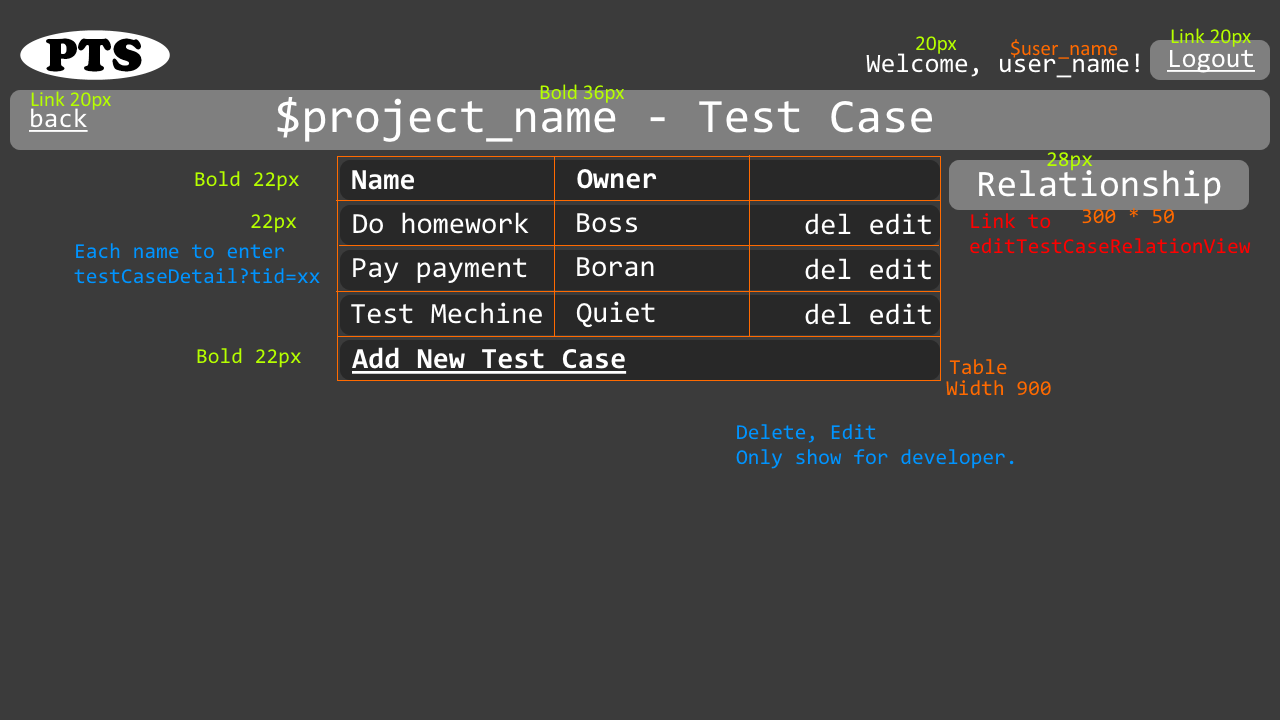 PTS
20px
$user_name
Link 20px
Welcome, user_name!
Logout
Link 20px
Bold 36px
back
$project_name - Test Case
28px
Bold 22px
Name
Owner
Relationship
22px
Do homework
Boss
del edit
Link to
300 * 50
editTestCaseRelationView
Each name to enter
testCaseDetail?tid=xx
Pay payment
Boran
del edit
Test Mechine
Quiet
del edit
Bold 22px
Add New Test Case
Table
Width 900
Delete, Edit
Only show for developer.